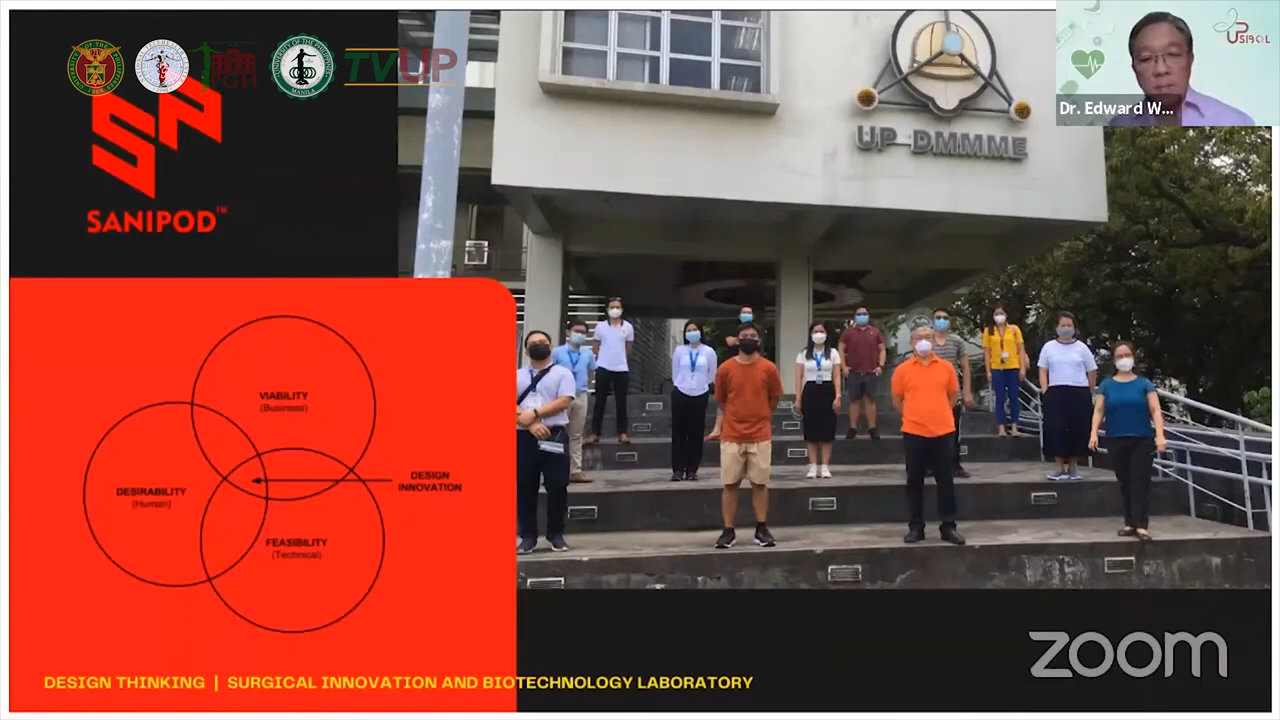 TVUP
UP SIBOL
Dr. Edward W...
SANIPOD™
UP DMMME
VIABILITY
(Business)
DESIRABILITY
(Human)
DESIGN
INNOVATION
FEASIBILITY
(Technical)
DESIGN THINKING | SURGICAL INNOVATION AND BIOTECHNOLOGY LABORATORY
zoom